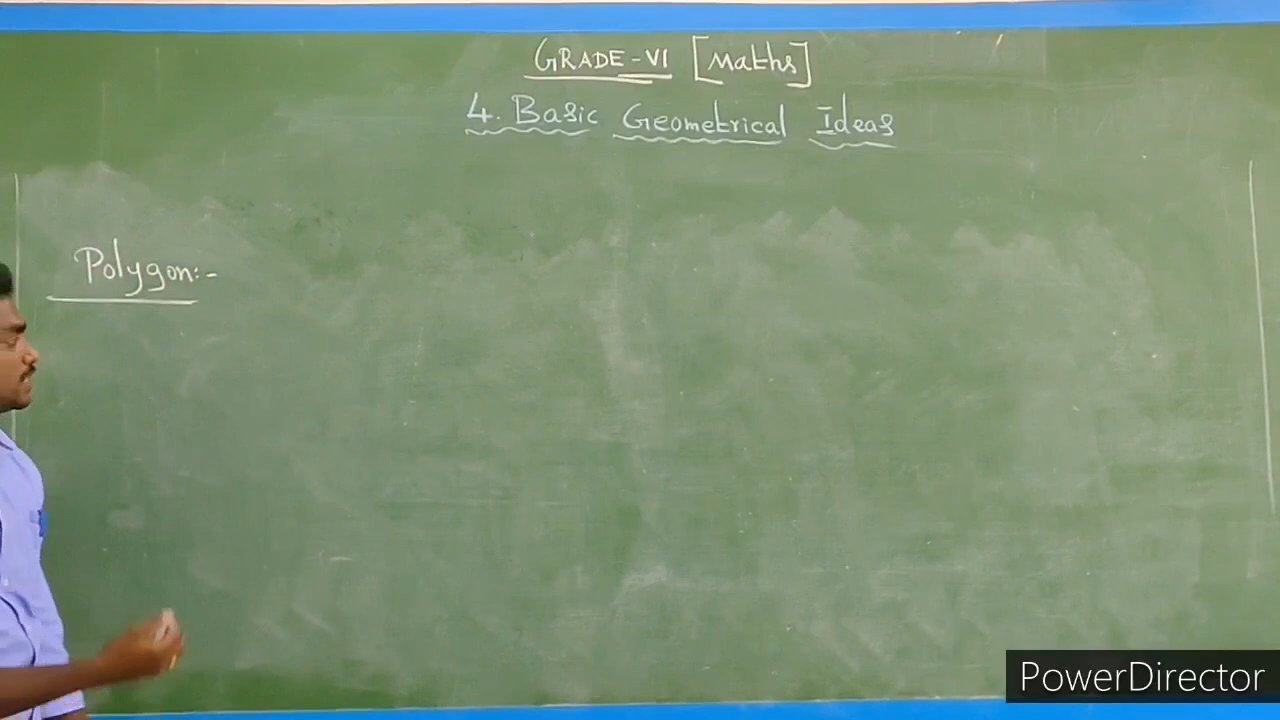 GRADE-VI [Maths]
4. Basic Geometrical Ideas
Polygon:-
PowerDirector